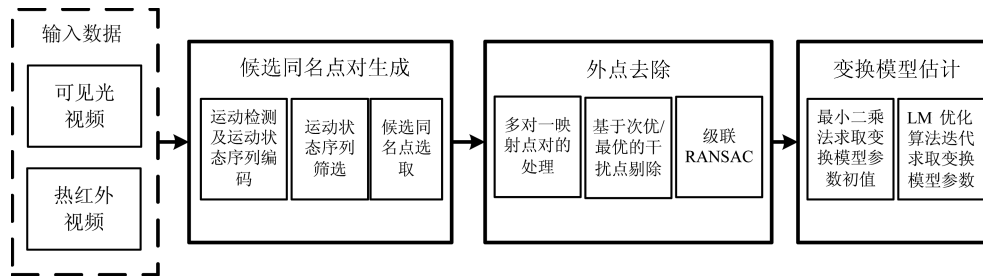 输入数据
可见光
视频
热红外
视频
候选同名点对生成
运动检测
及运动状
态序列编
码
运动状
态序列
筛选
候选同
名点选
取
外点去除
多对一映
射点对的
处理
基于次优/
最优的干
扰点剔除
级联
RANSAC
变换模型估计
最小二乘
法求取变
换模型参
数初值
LM 优化
算法迭代
求取变换
模型参数